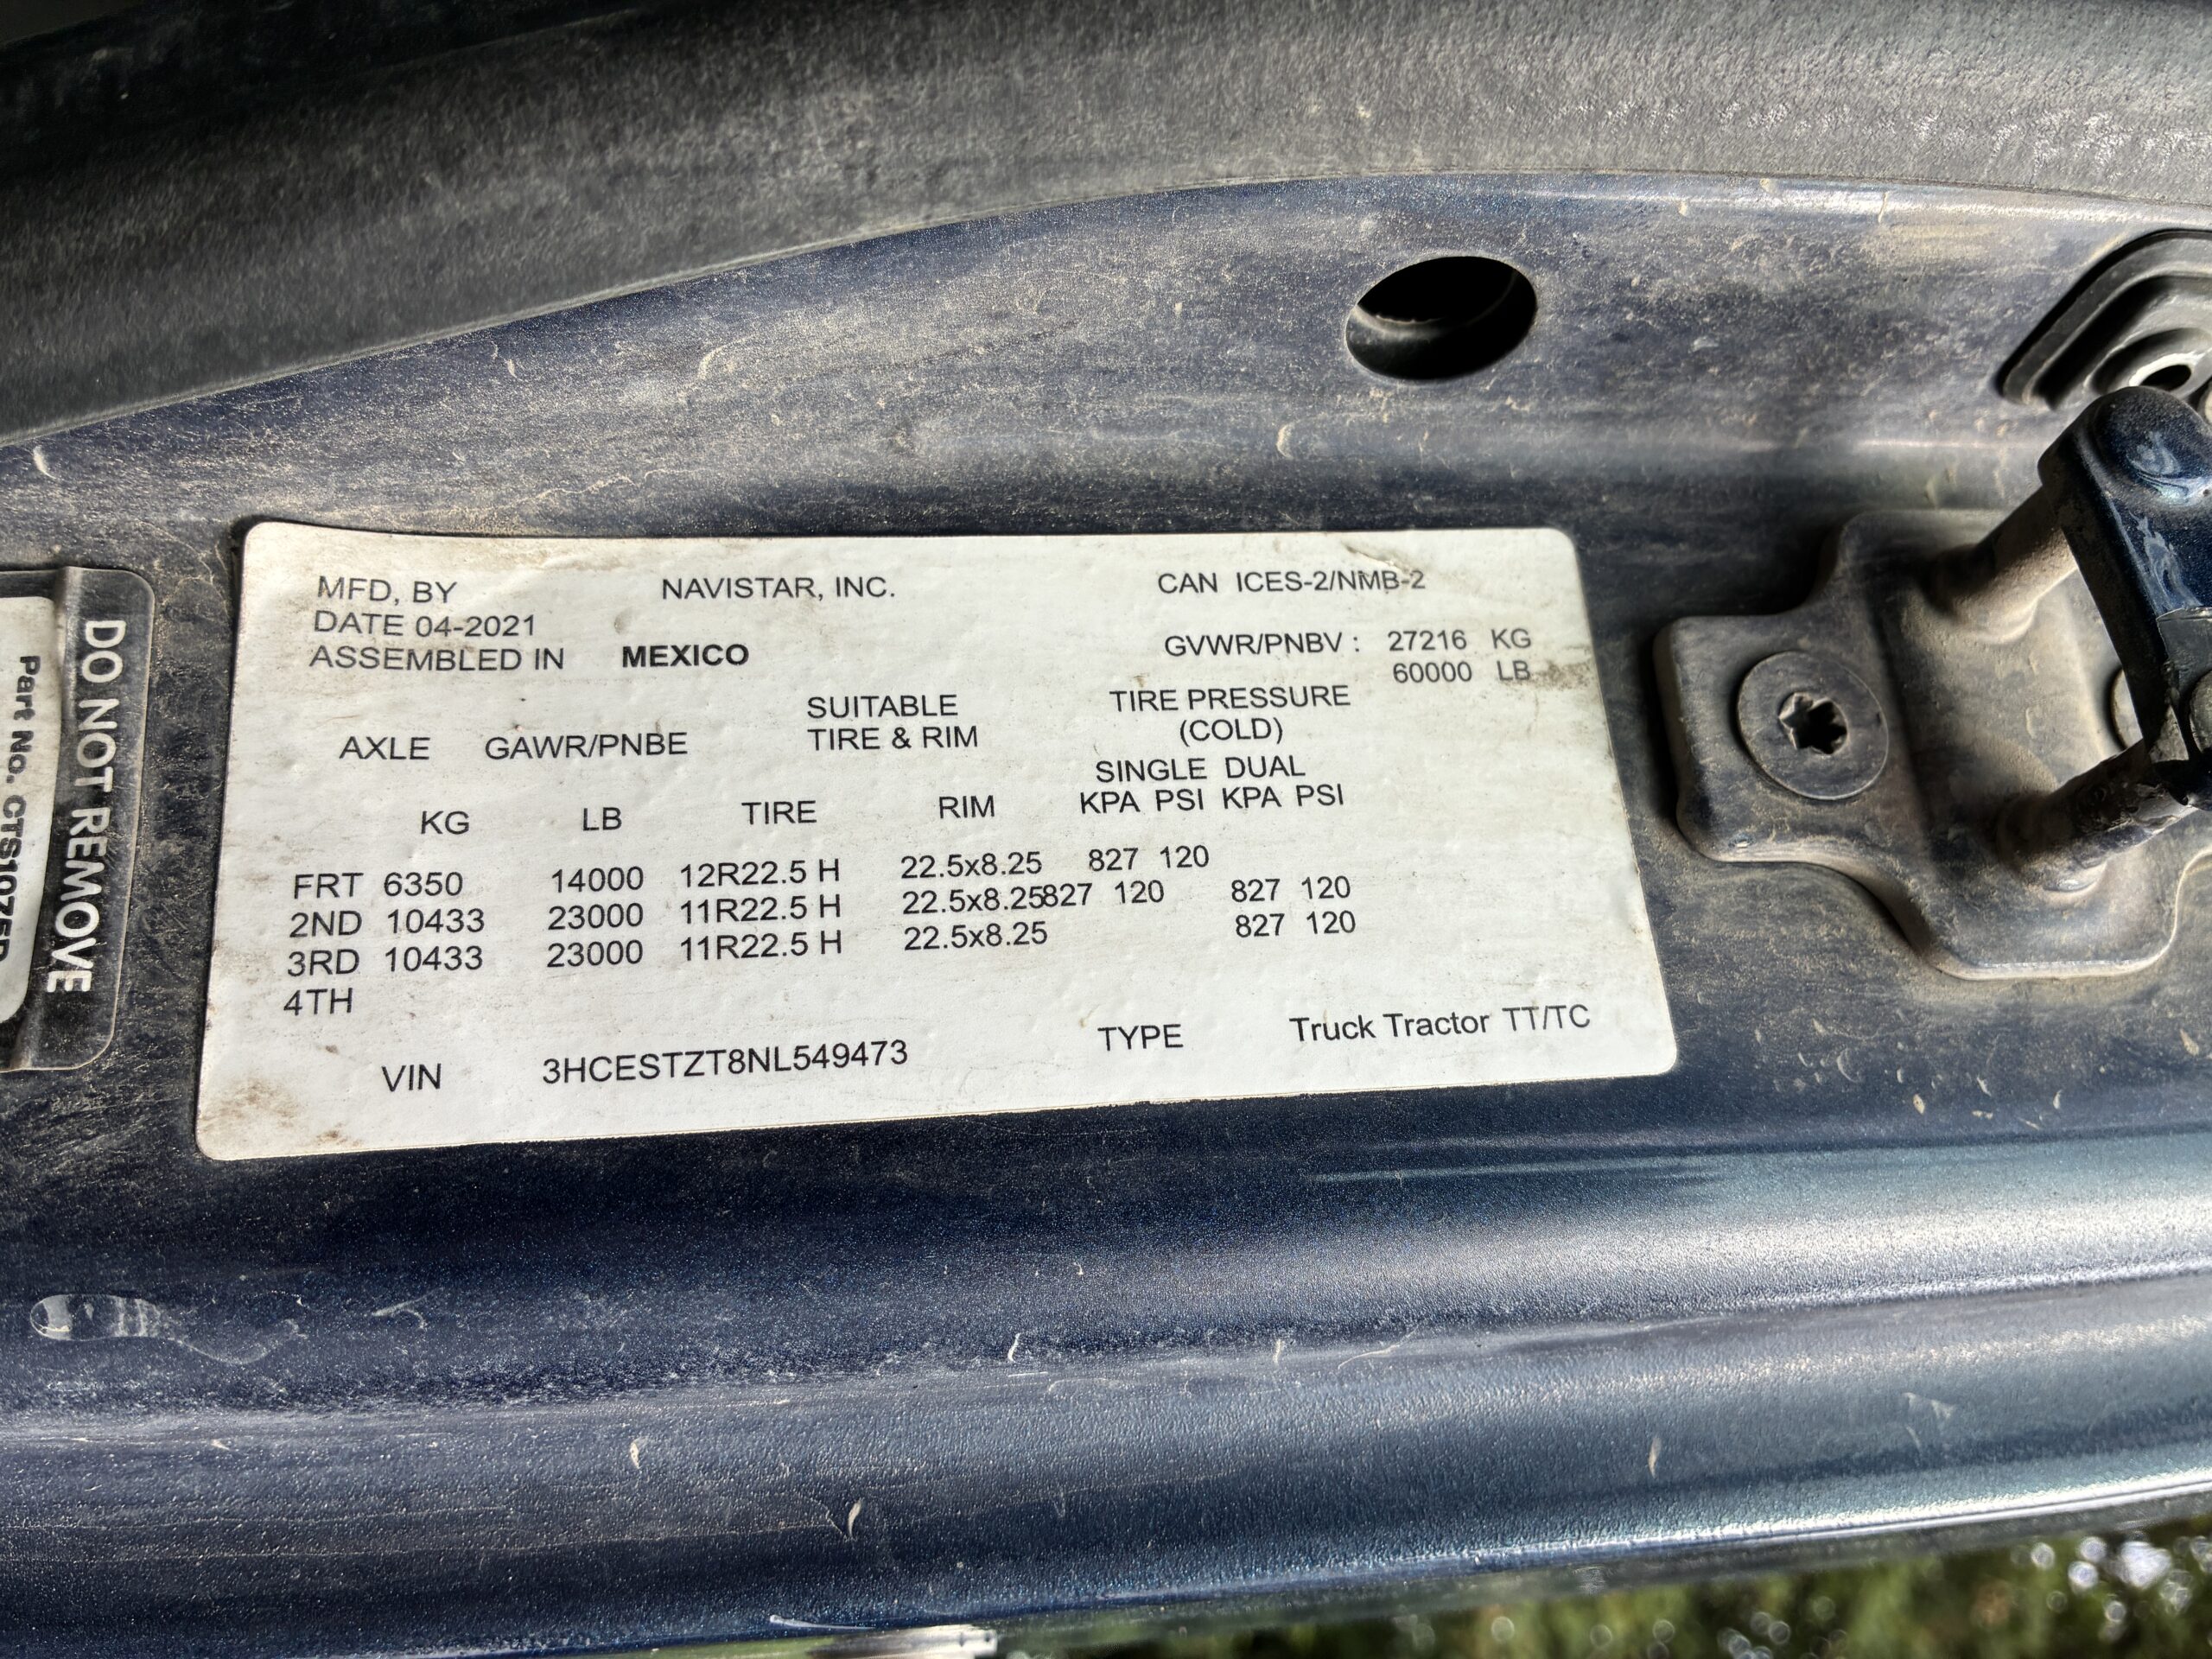 MFD, BY NAVISTAR, INC. CAN ICES-2/NMB-2
DATE 04-2021
ASSEMBLED IN MEXICO GVWR/PNBV : 27216 KG
60000 LB
SUITABLE TIRE PRESSURE
AXLE GAWR/PNBE TIRE & RIM (COLD)
SINGLE DUAL
KG LB TIRE RIM KPA PSI KPA PSI
FRT 6350 14000 12R22.5 H 22.5x8.25 827 120
2ND 10433 23000 11R22.5 H 22.5x8.25827 120 827 120
3RD 10433 23000 11R22.5 H 22.5x8.25 827 120
4TH
VIN 3HCESTZT8NL549473 TYPE Truck Tractor TT/TC
DO NOT REMOVE
Part No.